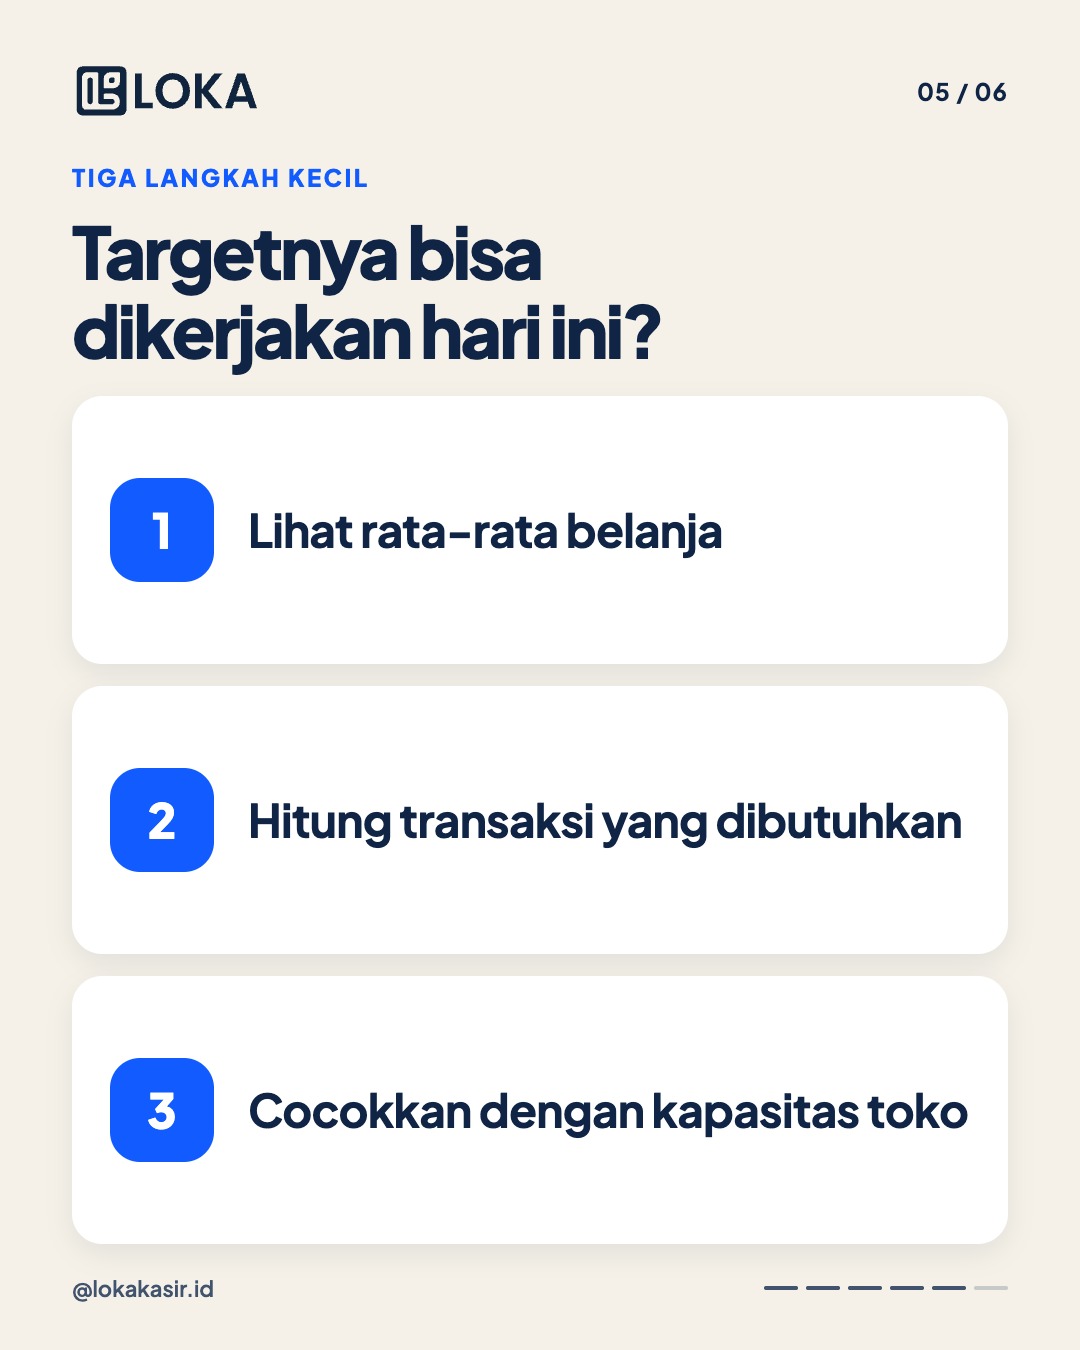 LOKA
05 / 06
TIGA LANGKAH KECIL
Targetnya bisa
dikerjakan hari ini?
1
Lihat rata-rata belanja
2
Hitung transaksi yang dibutuhkan
3
Cocokkan dengan kapasitas toko
@lokakasir.id